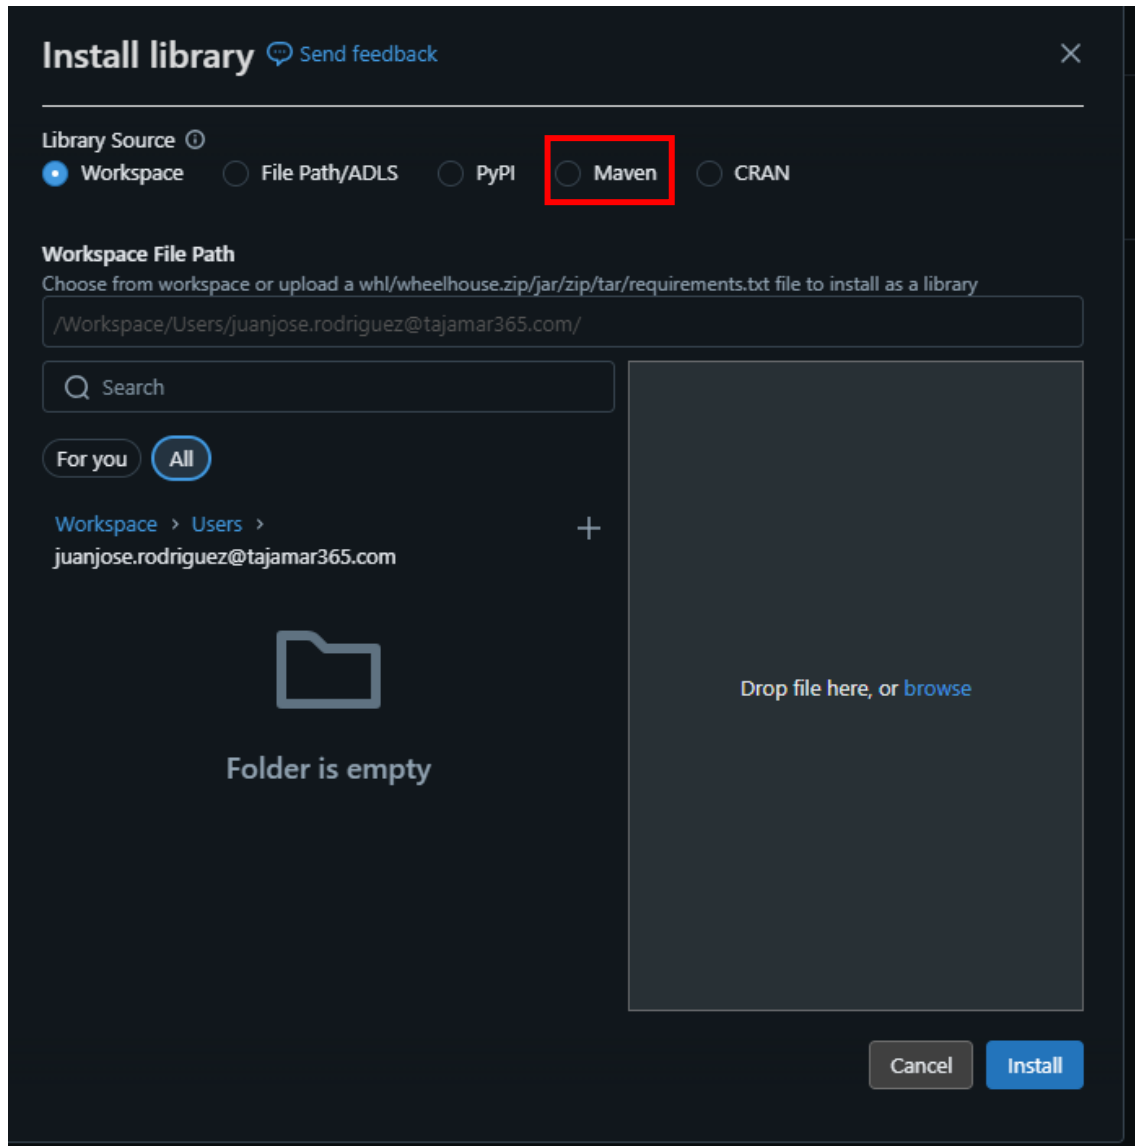 Install library Send feedback
Library Source
Workspace File Path/ADLS PyPI Maven CRAN
Workspace File Path
Choose from workspace or upload a whl/wheelhouse.zip/jar/zip/tar/requirements.txt file to install as a library
/Workspace/Users/juanjose.rodriguez@tajamar365.com/
Search
For you All
Workspace > Users >
juanjose.rodriguez@tajamar365.com
Folder is empty
Drop file here, or browse
Cancel Install